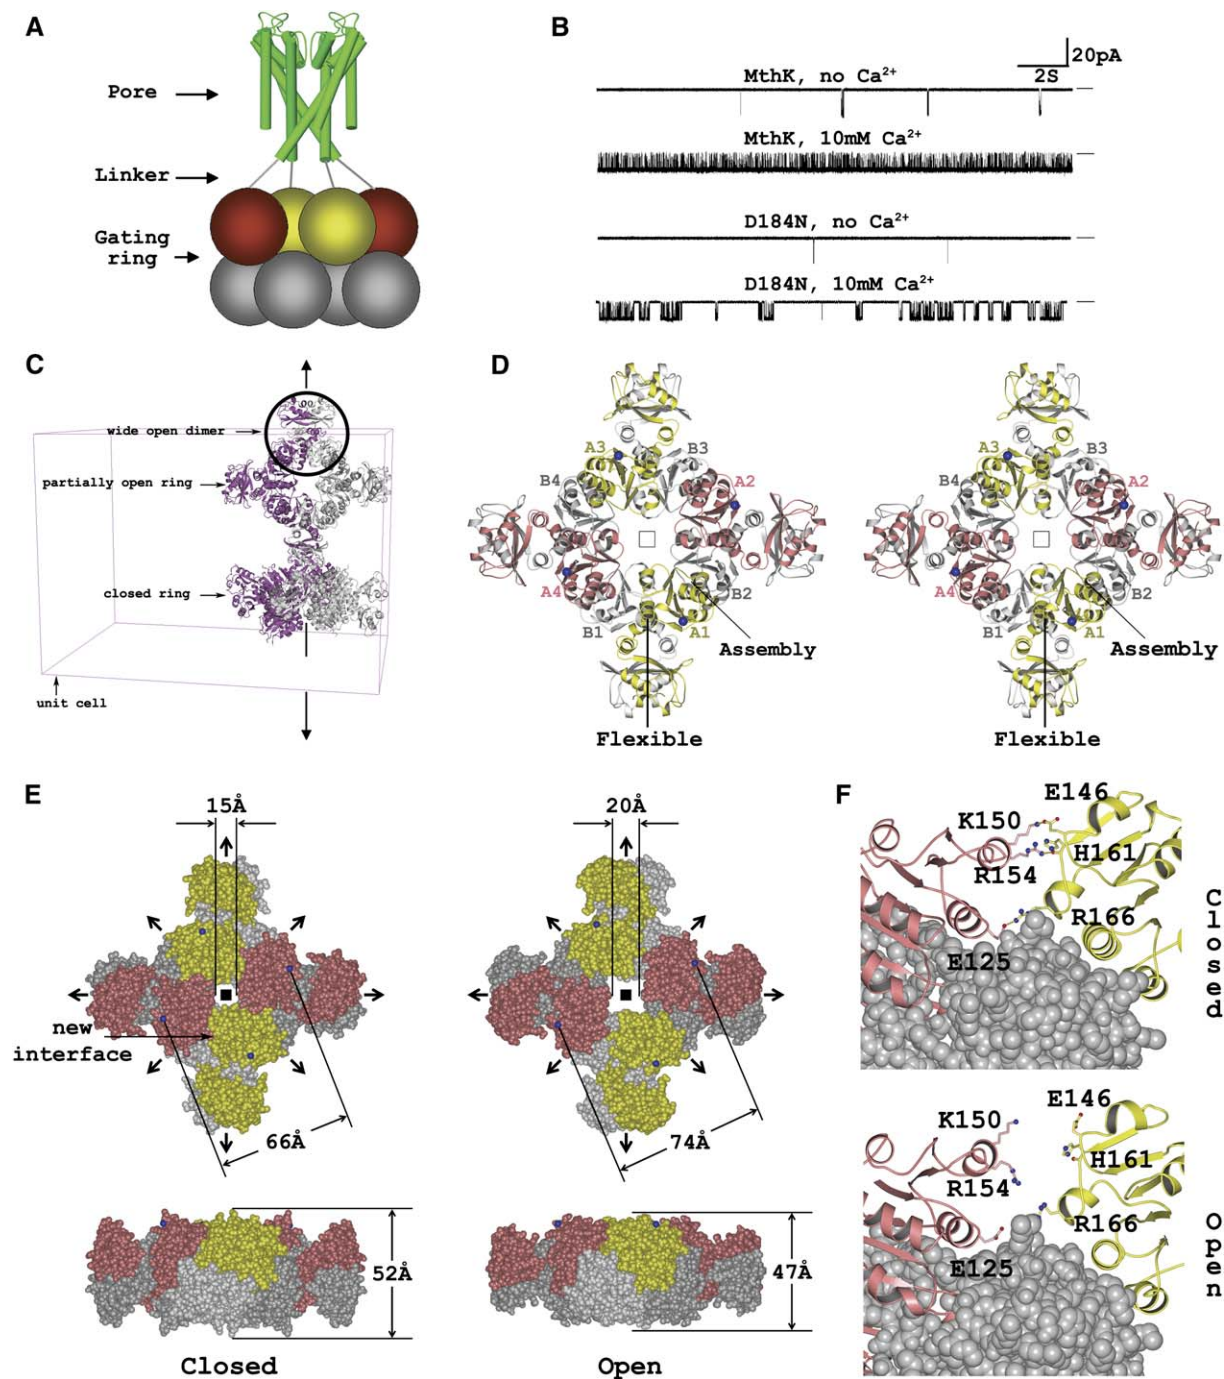 A
Pore
Linker
Gating
ring
B
20pA
2S
MthK, no Ca²⁺
MthK, 10mM Ca²⁺
D184N, no Ca²⁺
D184N, 10mM Ca²⁺
C
wide open dimer
partially open ring
closed ring
unit cell
D
A3
B3
B4
A2
A4
B2
B1
A1
Assembly
Flexible
A3
B3
B4
A2
A4
B2
B1
A1
Assembly
Flexible
E
15Å
new
interface
66Å
52Å
Closed
20Å
74Å
47Å
Open
F
E146
K150
H161
R154
R166
E125
Closed
E146
K150
H161
R154
R166
E125
Open